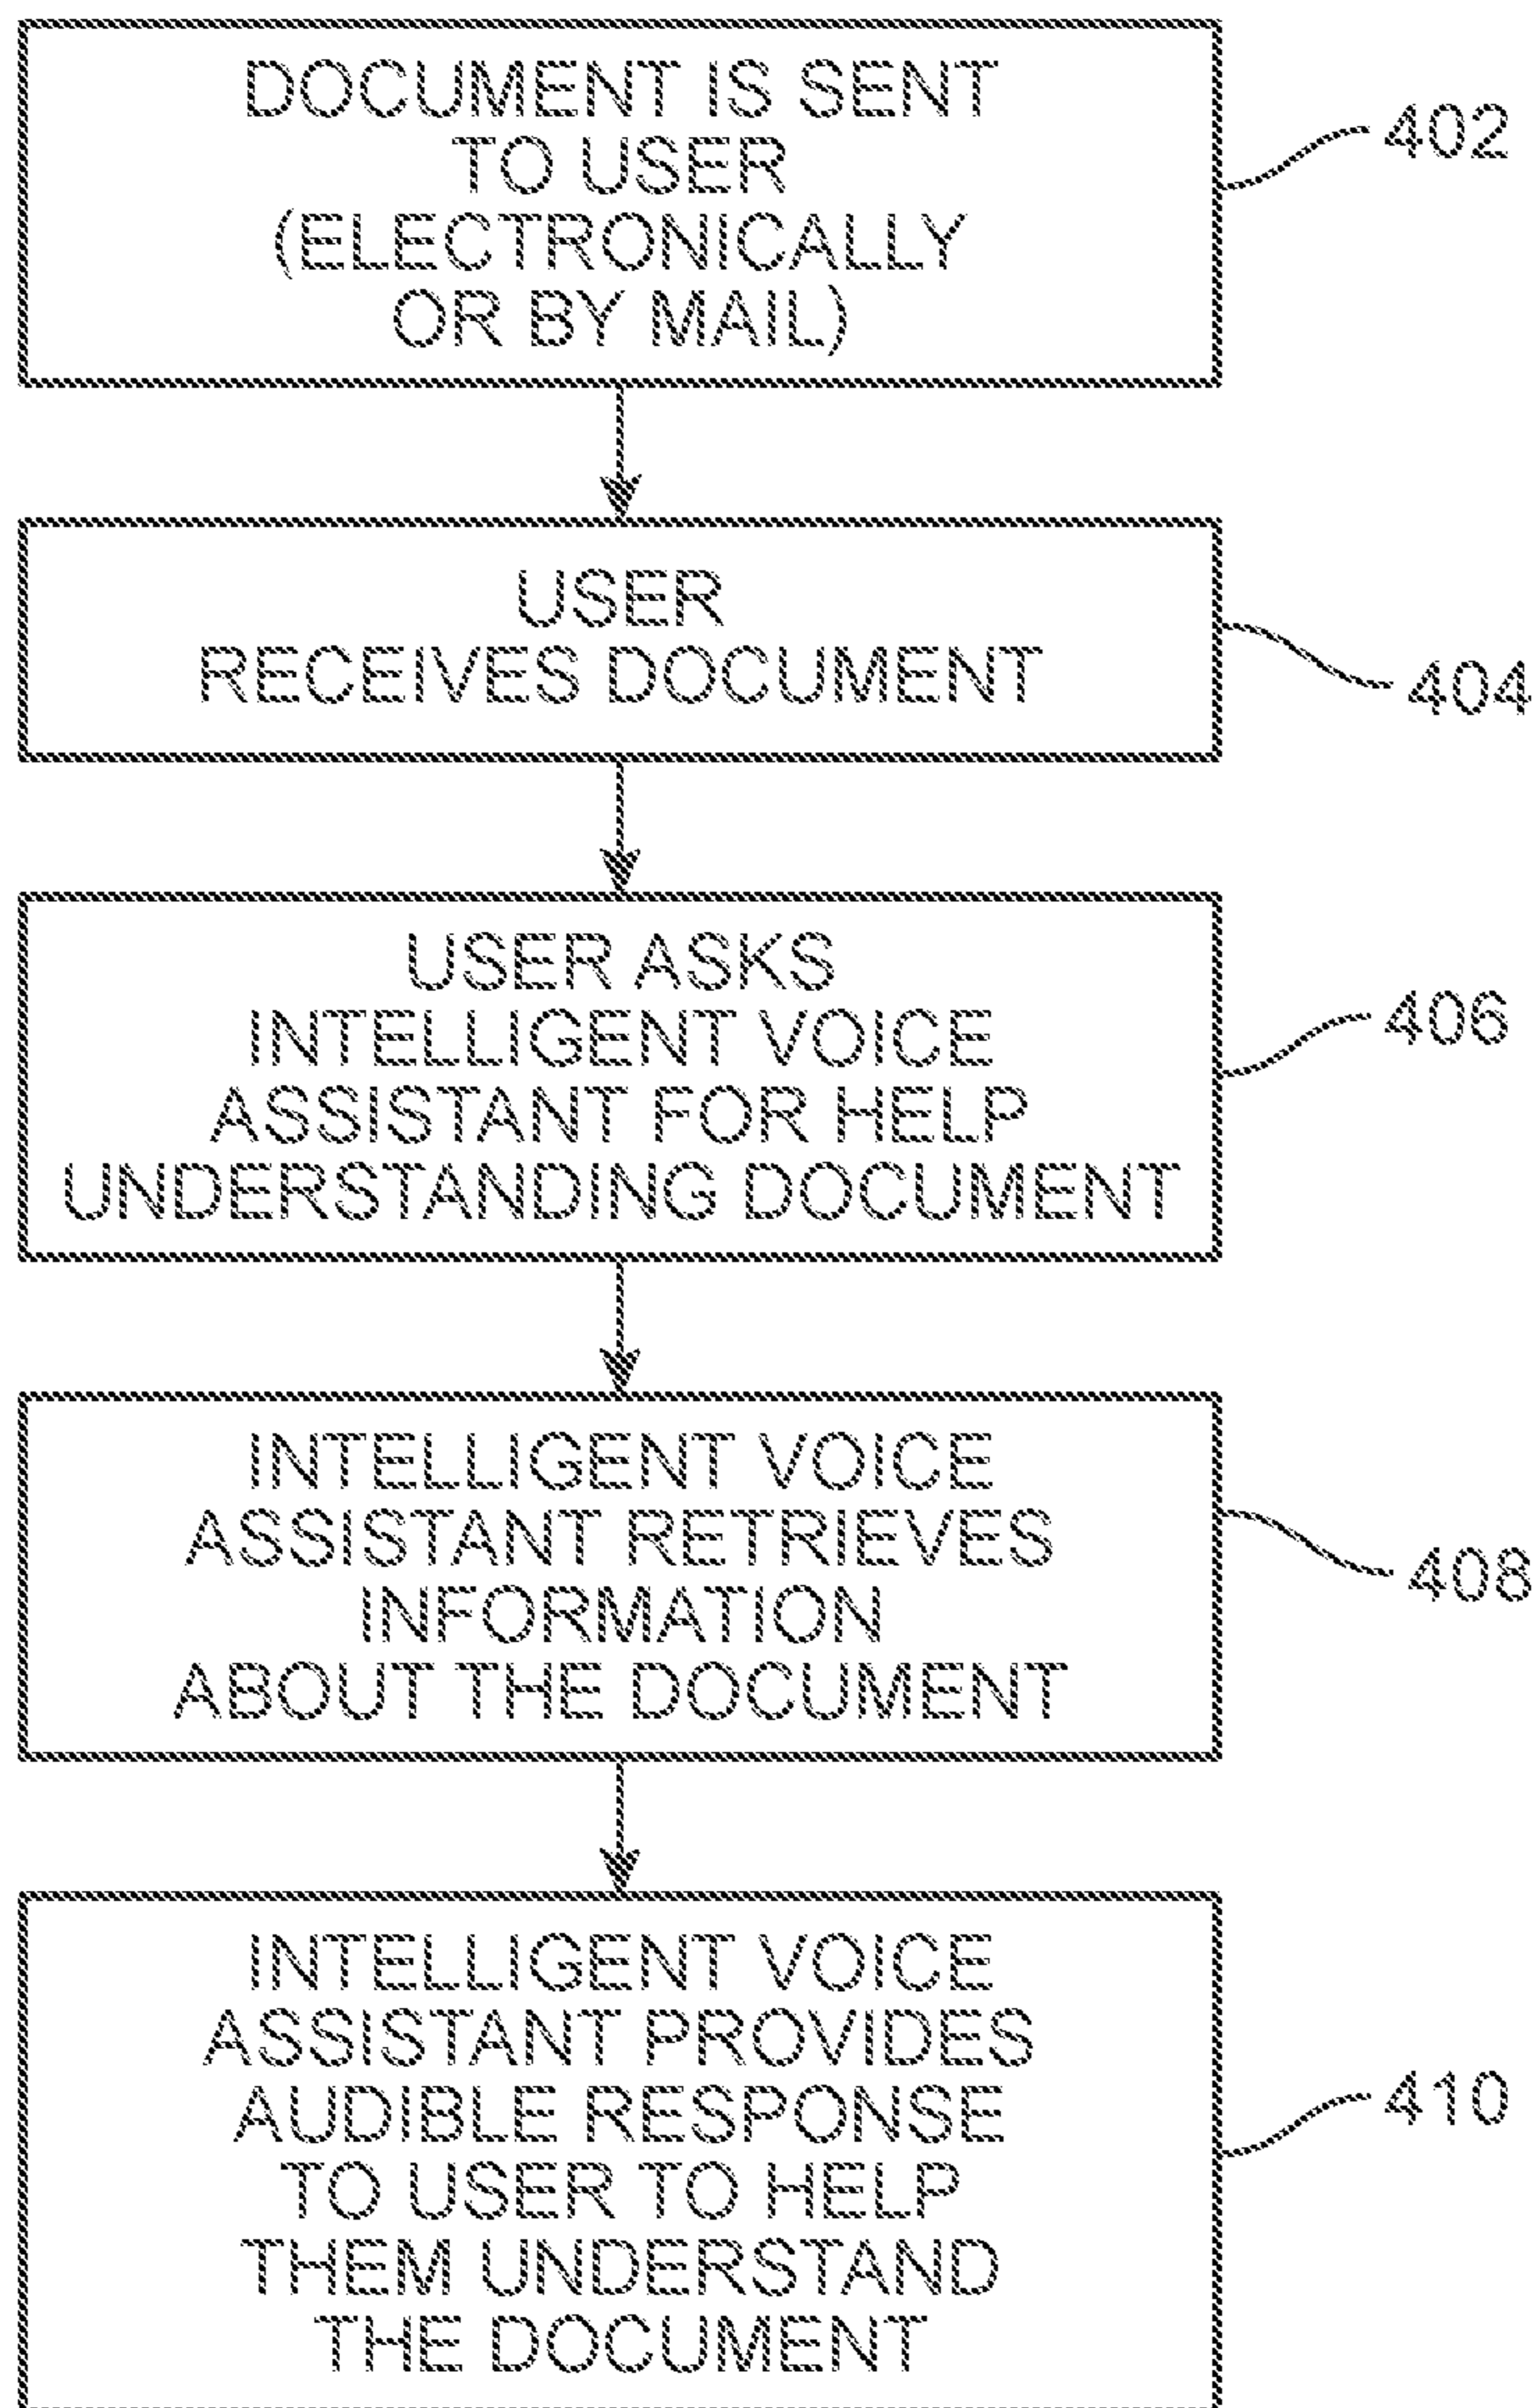 DOCUMENT IS SENT
TO USER
(ELECTRONICALLY
OR BY MAIL)
402
USER
RECEIVES DOCUMENT
404
USER ASKS
INTELLIGENT VOICE
ASSISTANT FOR HELP
UNDERSTANDING DOCUMENT
406
INTELLIGENT VOICE
ASSISTANT RETRIEVES
INFORMATION
ABOUT THE DOCUMENT
408
INTELLIGENT VOICE
ASSISTANT PROVIDES
AUDIBLE RESPONSE
TO USER TO HELP
THEM UNDERSTAND
THE DOCUMENT
410